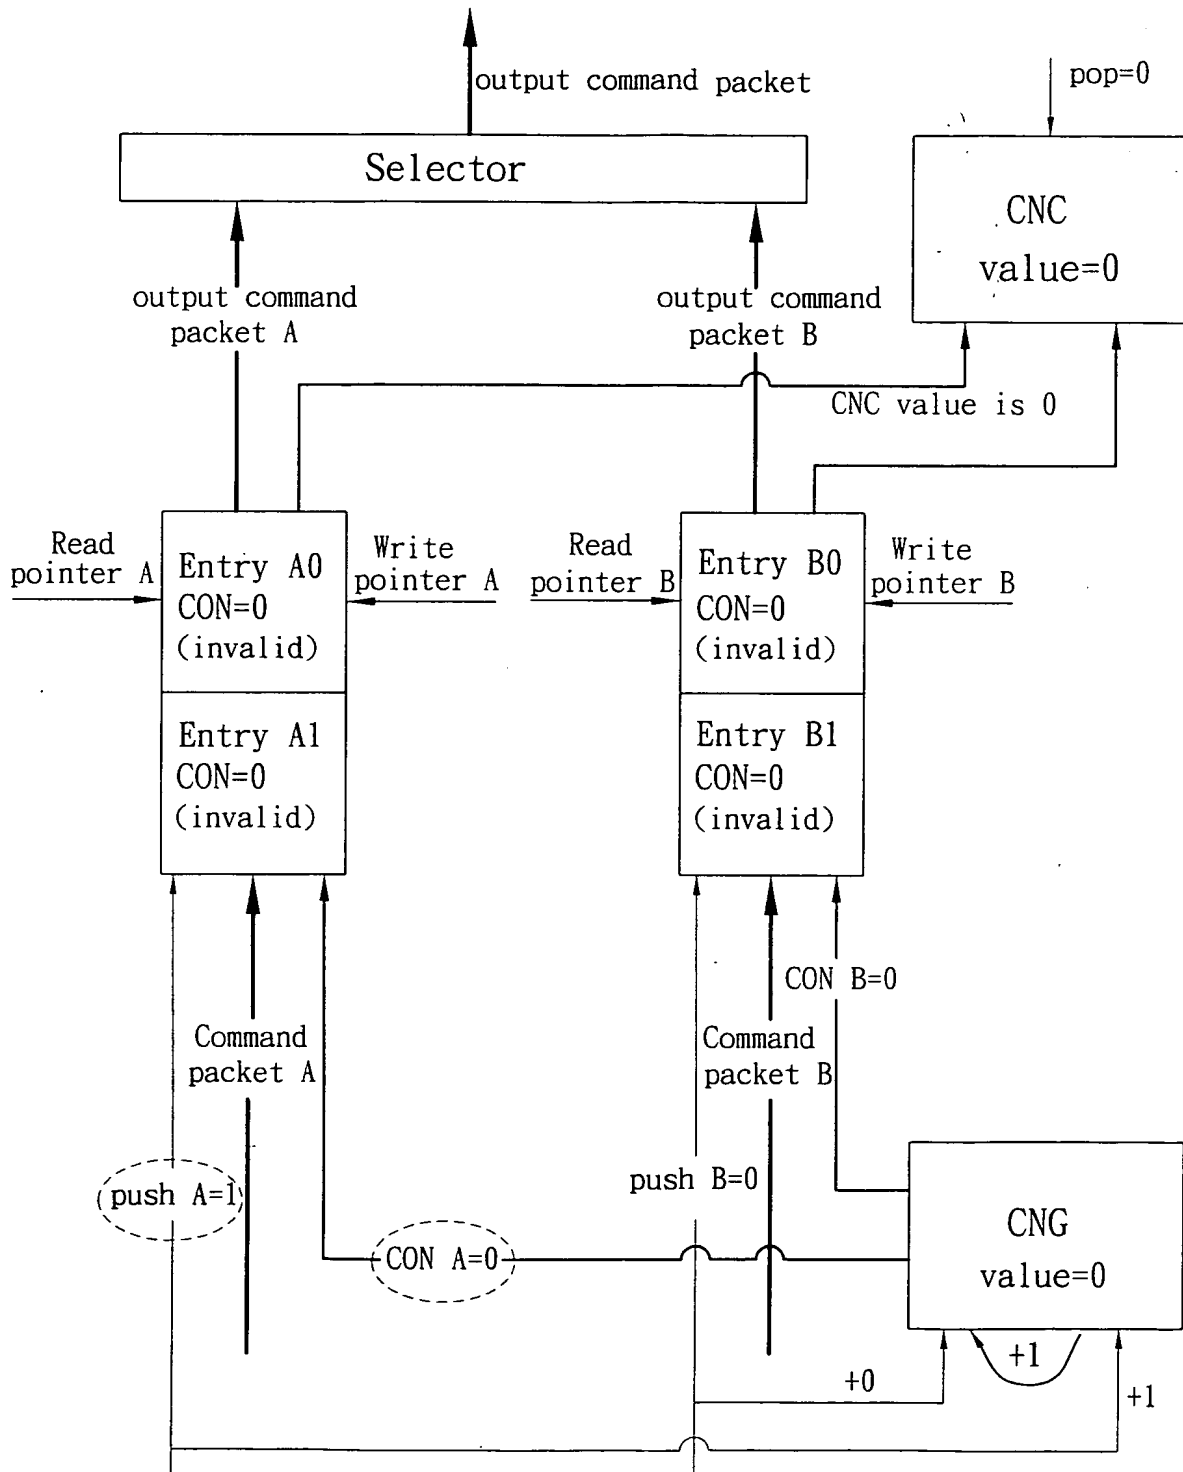 output command packet
pop=0
Selector
CNC
value=0
output command
packet A
output command
packet B
CNC value is 0
Read
pointer A
Entry A0
CON=0
(invalid)
Write
pointer A
Read
pointer B
Entry B0
CON=0
(invalid)
Write
pointer B
Entry A1
CON=0
(invalid)
Entry B1
CON=0
(invalid)
CON B=0
Command
packet A
Command
packet B
push A=1
push B=0
CON A=0
CNG
value=0
+0
+1
+1